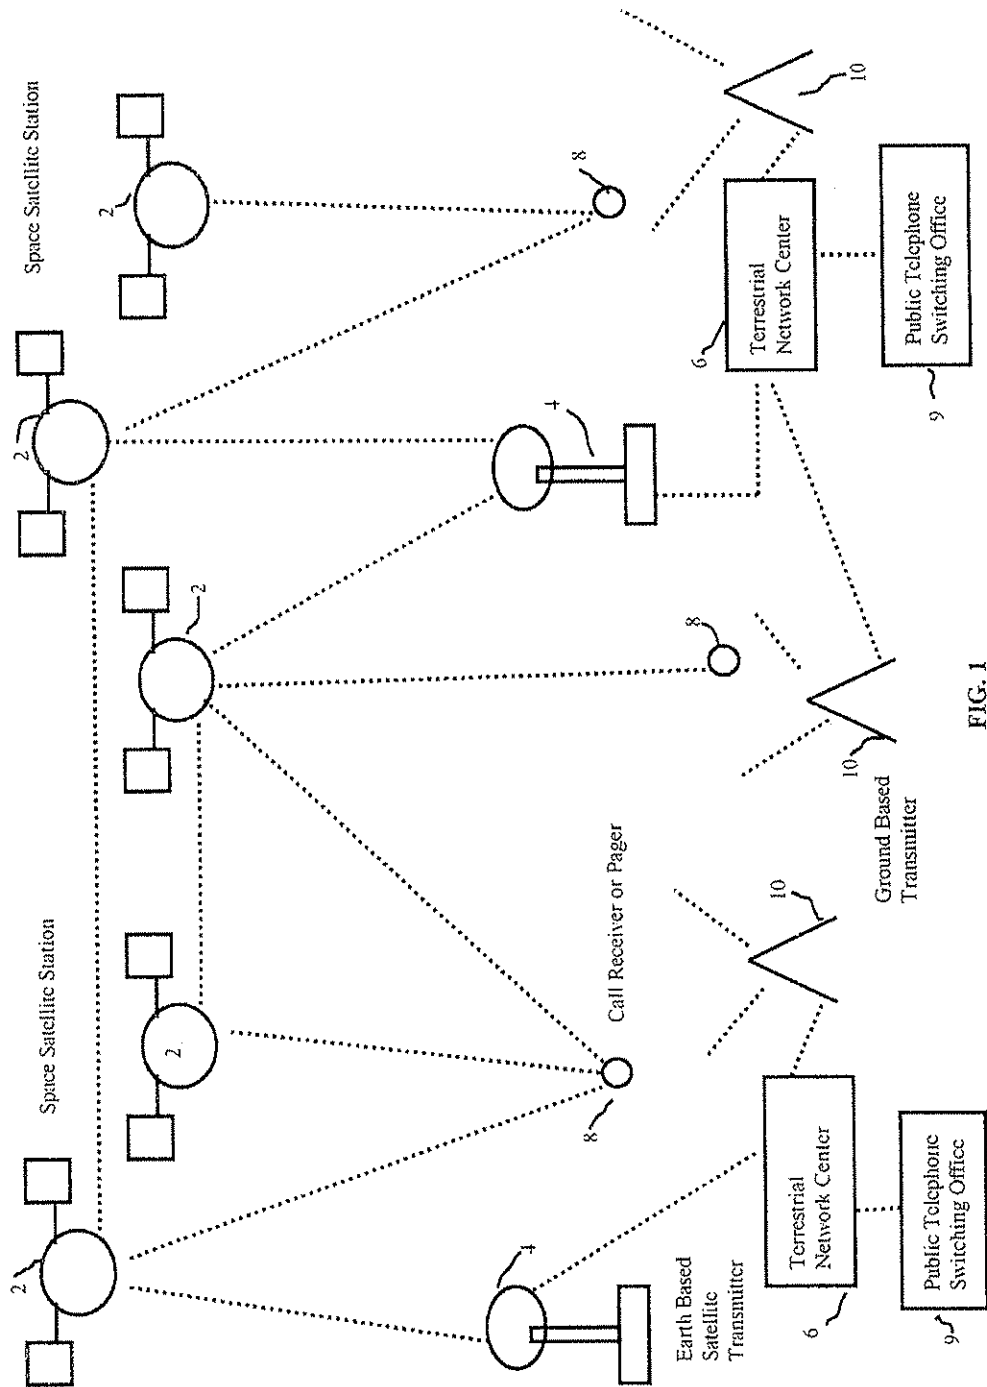 Space Satellite Station
Space Satellite Station
2
2
2
2
2
4
4
8
8
8
Call Receiver or Pager
Earth Based
Satellite
Transmitter
10
10
10
Ground Based
Transmitter
6
Terrestrial
Network Center
6
Terrestrial
Network Center
9
Public Telephone
Switching Office
9
Public Telephone
Switching Office
FIG. 1